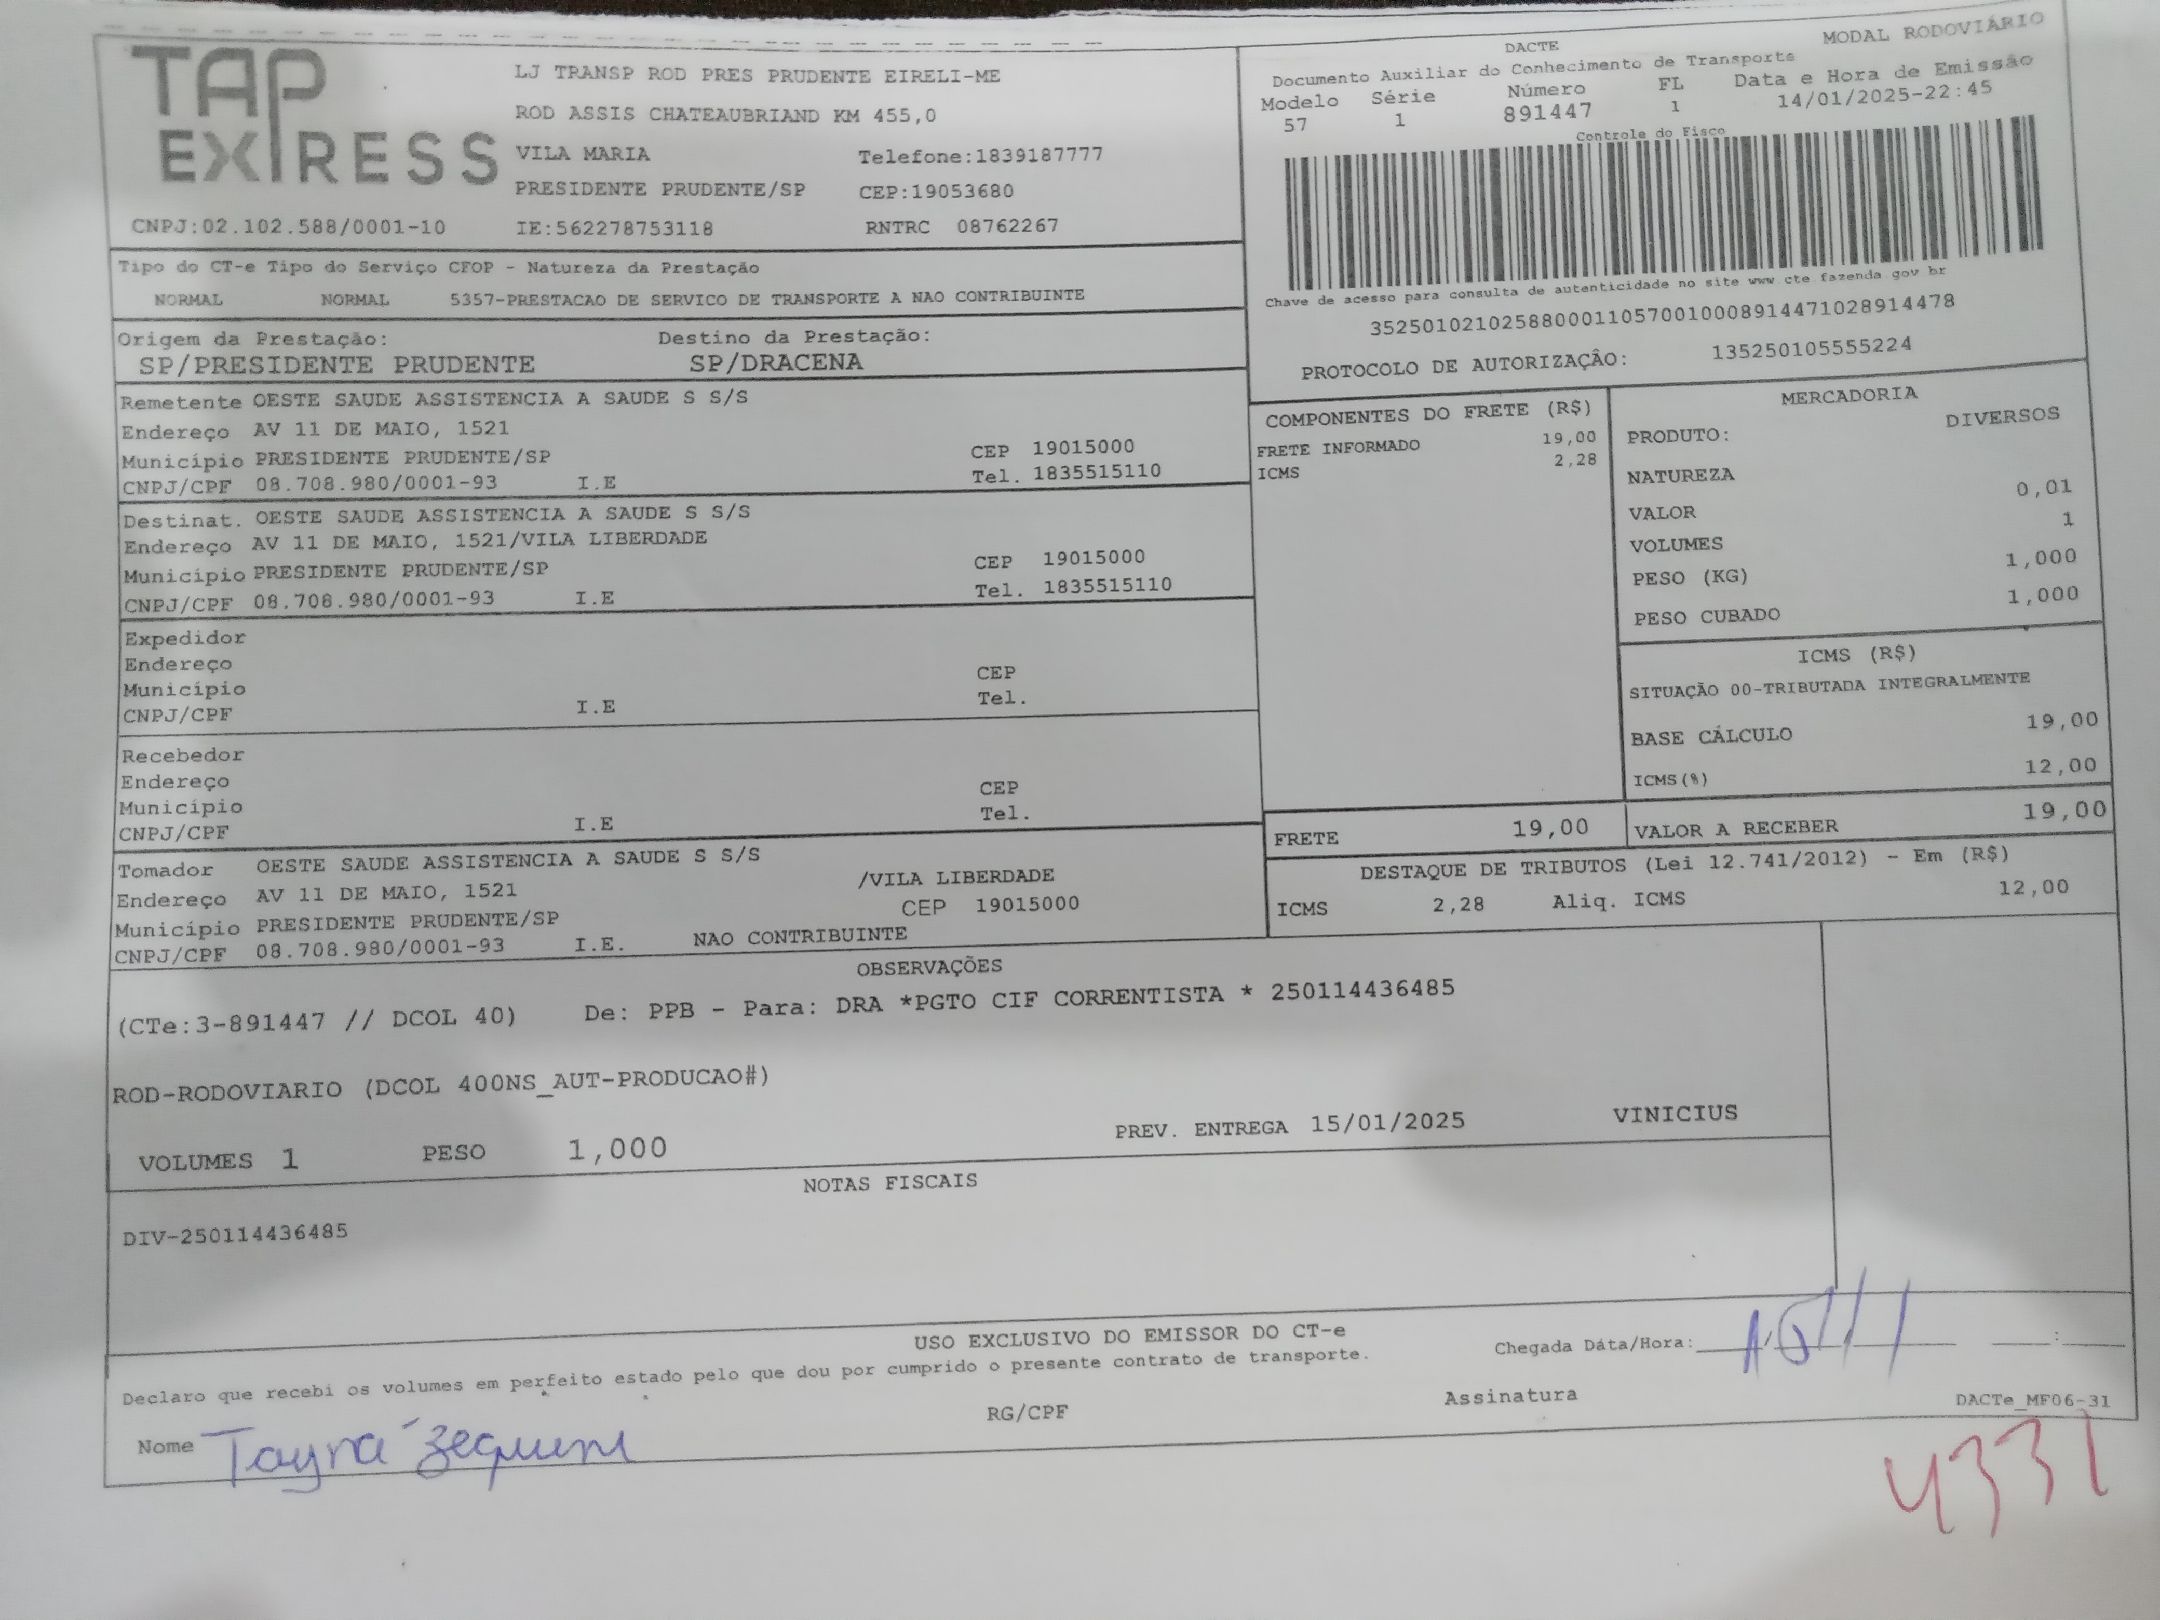 TAP EXPRESS
LJ TRANSP ROD PRES PRUDENTE EIRELI-ME
ROD ASSIS CHATEAUBRIAND KM 455,0
VILA MARIA Telefone:1839187777
PRESIDENTE PRUDENTE/SP CEP:19053680
CNPJ:02.102.588/0001-10 IE:562278753118 RNTRC 08762267
DACTE MODAL RODOVIÁRIO
Documento Auxiliar do Conhecimento de Transporte
Modelo Série Número FL Data e Hora de Emissão
57 1 891447 1 14/01/2025-22:45
Controle do Fisco
Chave de acesso para consulta de autenticidade no site www.cte.fazenda.gov.br
35250102102588000110570010008914471028914478
PROTOCOLO DE AUTORIZAÇÃO: 135250105555224
Tipo do CT-e Tipo do Serviço CFOP - Natureza da Prestação
NORMAL NORMAL 5357-PRESTACAO DE SERVICO DE TRANSPORTE A NAO CONTRIBUINTE
Origem da Prestação: Destino da Prestação:
SP/PRESIDENTE PRUDENTE SP/DRACENA
Remetente OESTE SAUDE ASSISTENCIA A SAUDE S S/S
Endereço AV 11 DE MAIO, 1521
Município PRESIDENTE PRUDENTE/SP CEP 19015000
CNPJ/CPF 08.708.980/0001-93 I.E Tel. 1835515110
Destinat. OESTE SAUDE ASSISTENCIA A SAUDE S S/S
Endereço AV 11 DE MAIO, 1521/VILA LIBERDADE
Município PRESIDENTE PRUDENTE/SP CEP 19015000
CNPJ/CPF 08.708.980/0001-93 I.E Tel. 1835515110
Expedidor
Endereço
Município CEP
CNPJ/CPF I.E Tel.
Recebedor
Endereço
Município CEP
CNPJ/CPF I.E Tel.
Tomador OESTE SAUDE ASSISTENCIA A SAUDE S S/S
Endereço AV 11 DE MAIO, 1521 /VILA LIBERDADE
Município PRESIDENTE PRUDENTE/SP CEP 19015000
CNPJ/CPF 08.708.980/0001-93 I.E. NAO CONTRIBUINTE
COMPONENTES DO FRETE (R$)
FRETE INFORMADO 19,00
ICMS 2,28
MERCADORIA
PRODUTO: DIVERSOS
NATUREZA
VALOR 0,01
VOLUMES 1
PESO (KG) 1,000
PESO CUBADO 1,000
ICMS (R$)
SITUAÇÃO 00-TRIBUTADA INTEGRALMENTE
BASE CÁLCULO 19,00
ICMS(%) 12,00
FRETE 19,00 VALOR A RECEBER 19,00
DESTAQUE DE TRIBUTOS (Lei 12.741/2012) - Em (R$)
ICMS 2,28 Aliq. ICMS 12,00
OBSERVAÇÕES
(CTe:3-891447 // DCOL 40) De: PPB - Para: DRA *PGTO CIF CORRENTISTA * 250114436485
ROD-RODOVIARIO (DCOL 400NS_AUT-PRODUCAO#)
VOLUMES 1 PESO 1,000 PREV. ENTREGA 15/01/2025 VINICIUS
NOTAS FISCAIS
DIV-250114436485
USO EXCLUSIVO DO EMISSOR DO CT-e
Declaro que recebi os volumes em perfeito estado pelo que dou por cumprido o presente contrato de transporte.
Chegada Dáta/Hora:
Nome Tayna Zequini RG/CPF Assinatura
DACTe_MF06-31
4331